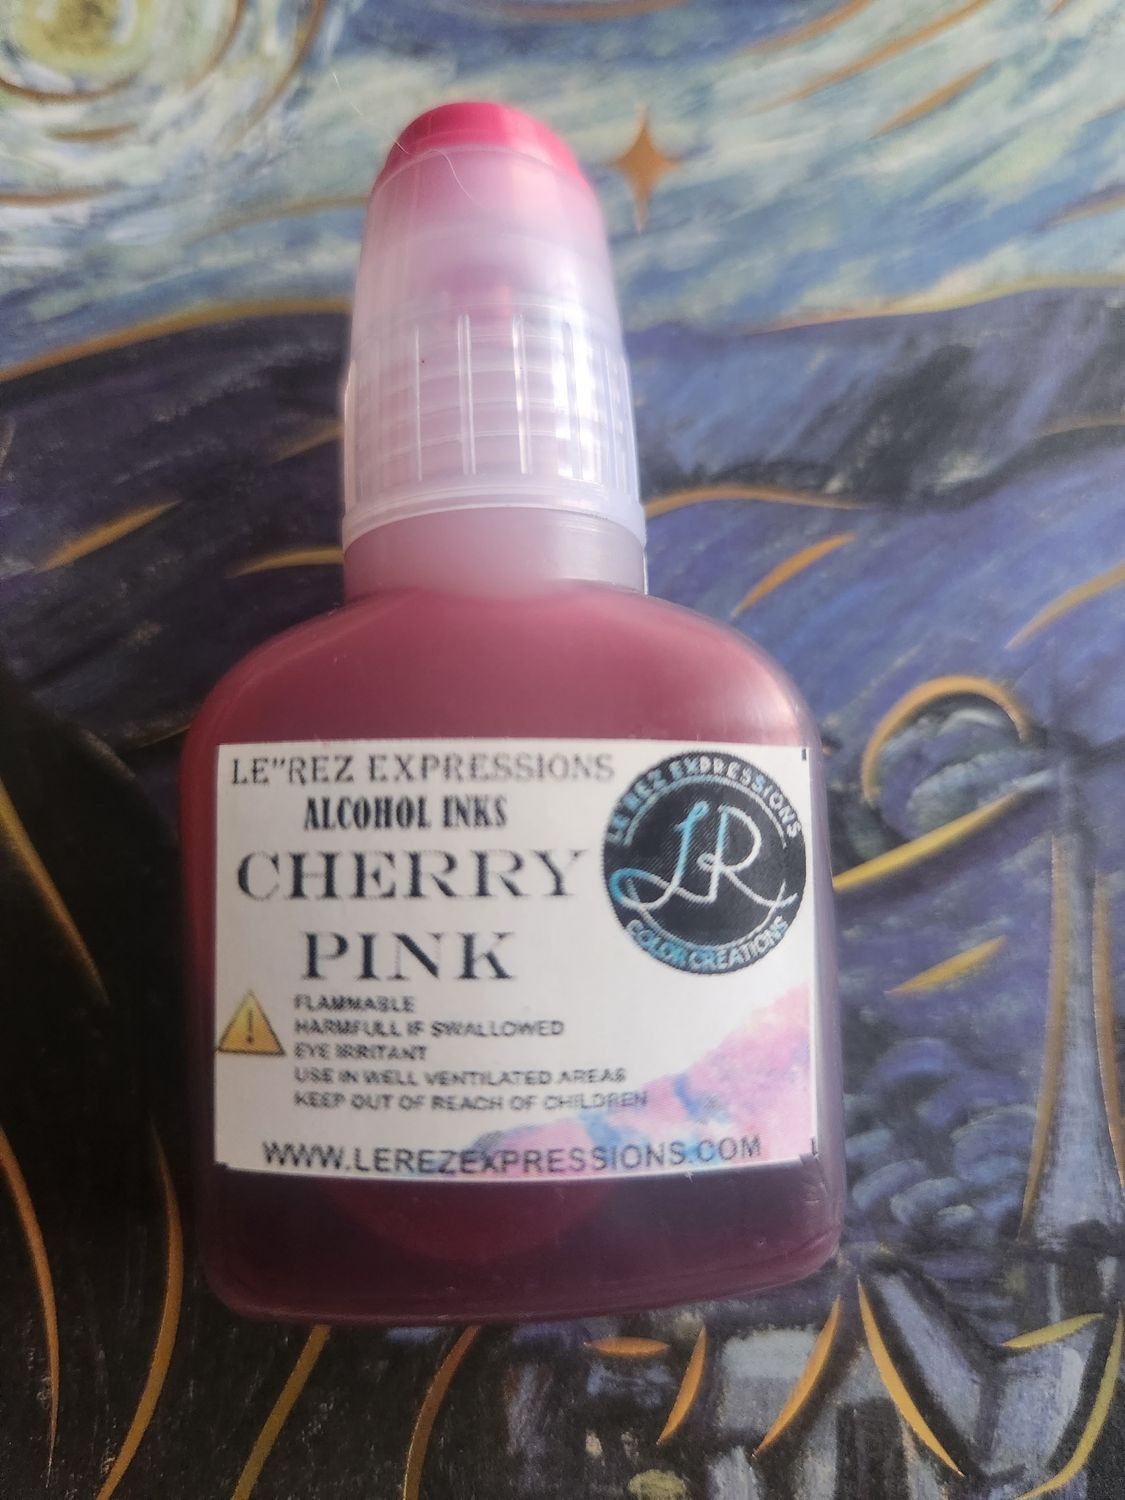 LE"REZ EXPRESSIONS
ALCOHOL INKS
CHERRY
PINK
LE'REZ EXPRESSIONS
LR
COLOR CREATIONS
FLAMMABLE
HARMFULL IF SWALLOWED
EYE IRRITANT
USE IN WELL VENTILATED AREAS
KEEP OUT OF REACH OF CHILDREN
WWW.LEREZEXPRESSIONS.COM